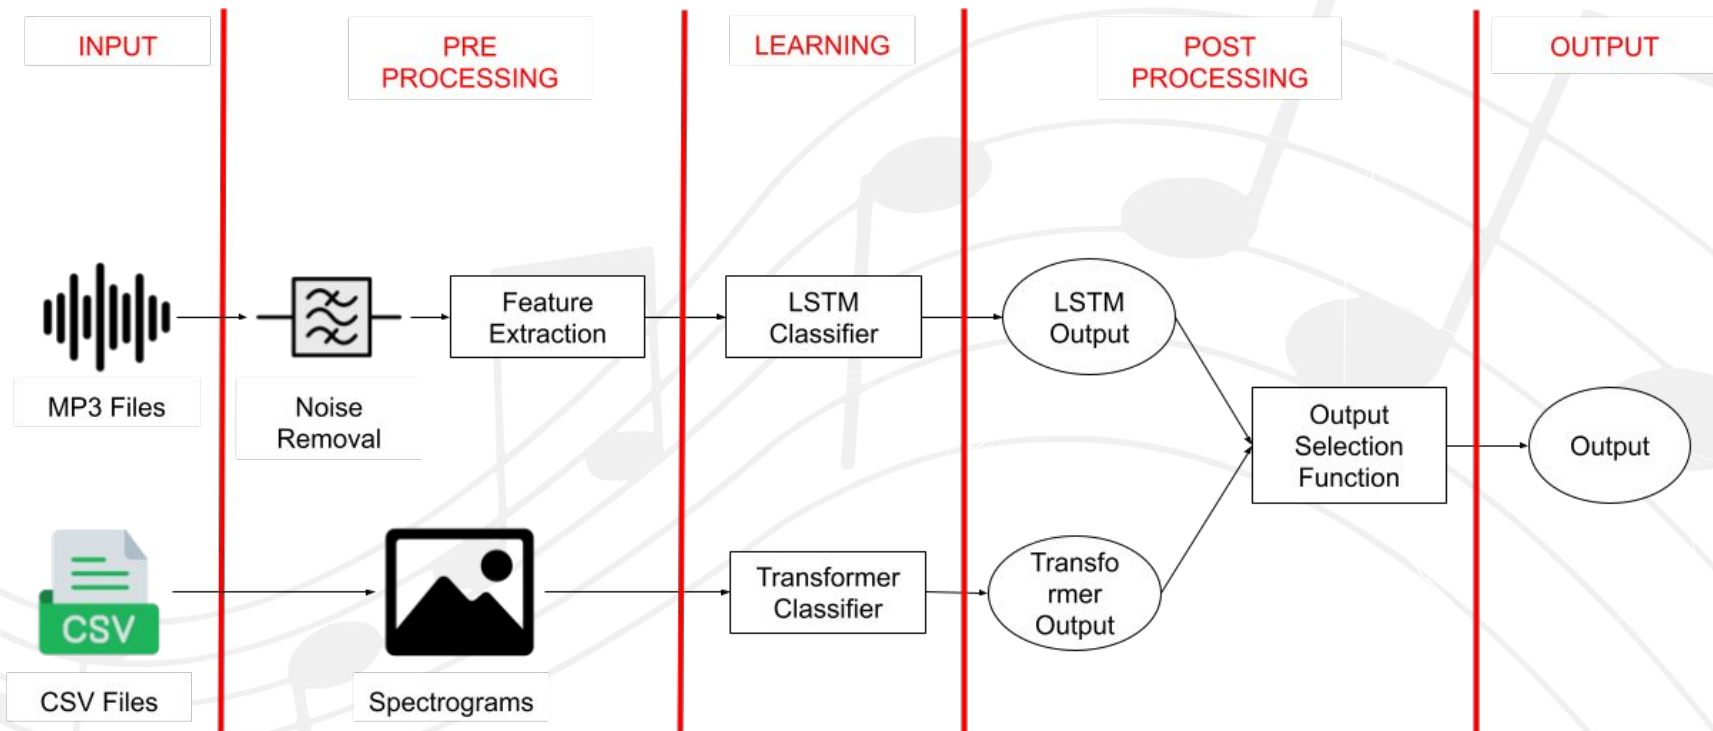 INPUT
PRE
PROCESSING
LEARNING
POST
PROCESSING
OUTPUT
Feature
Extraction
LSTM
Classifier
LSTM
Output
MP3 Files
Noise
Removal
Output
Selection
Function
Output
CSV
Transformer
Classifier
Transfo
rmer
Output
CSV Files
Spectrograms